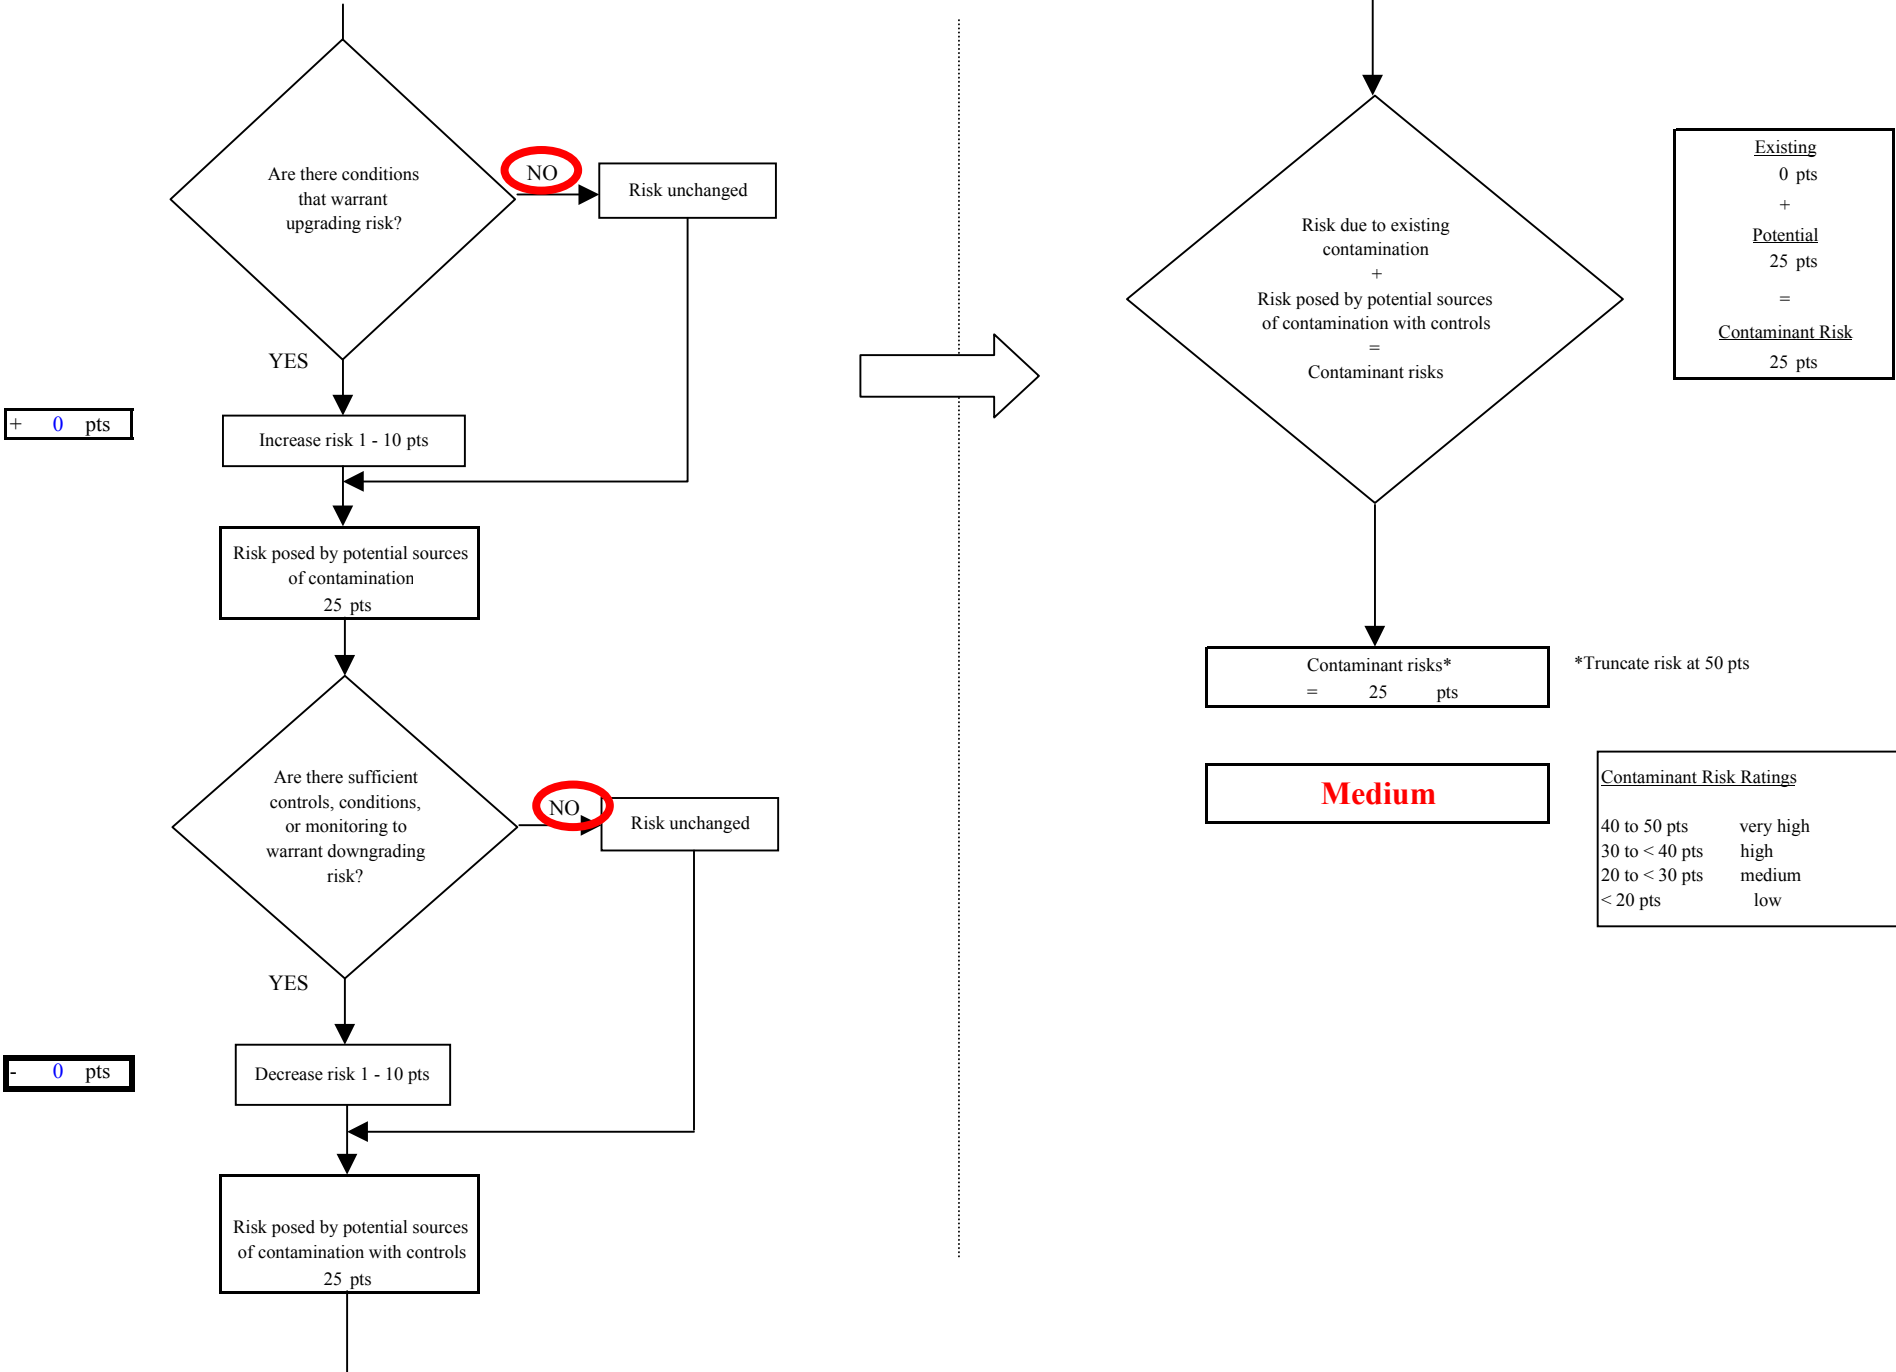 Are there conditions
that warrant
upgrading risk?
NO
Risk unchanged
YES
+ 0 pts
Increase risk 1 - 10 pts
Risk posed by potential sources
of contamination
25 pts
Are there sufficient
controls, conditions,
or monitoring to
warrant downgrading
risk?
NO
Risk unchanged
YES
- 0 pts
Decrease risk 1 - 10 pts
Risk posed by potential sources
of contamination with controls
25 pts
Risk due to existing
contamination
+
Risk posed by potential sources
of contamination with controls
=
Contaminant risks
Existing
0 pts
+
Potential
25 pts
=
Contaminant Risk
25 pts
Contaminant risks*
= 25 pts
*Truncate risk at 50 pts
Medium
Contaminant Risk Ratings
40 to 50 pts very high
30 to < 40 pts high
20 to < 30 pts medium
< 20 pts low